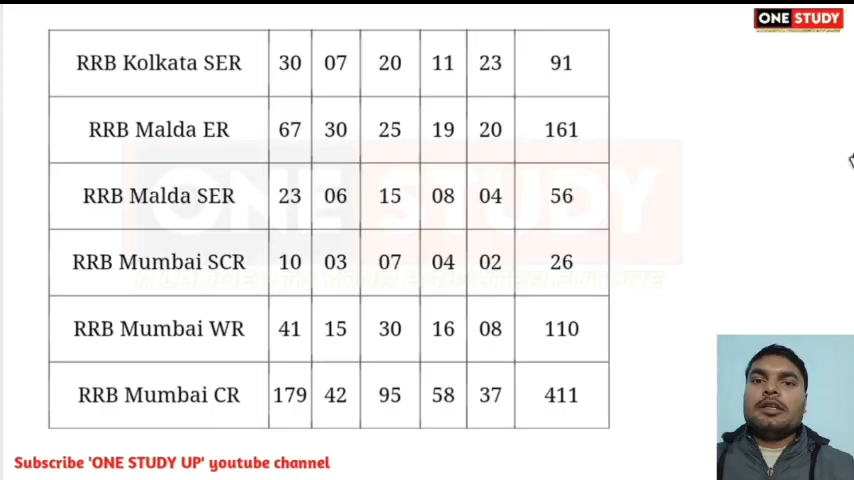 ONE STUDY
RRB Kolkata SER 30 07 20 11 23 91
RRB Malda ER 67 30 25 19 20 161
RRB Malda SER 23 06 15 08 04 56
RRB Mumbai SCR 10 03 07 04 02 26
RRB Mumbai WR 41 15 30 16 08 110
RRB Mumbai CR 179 42 95 58 37 411
ONE STUDY
Subscribe 'ONE STUDY UP' youtube channel